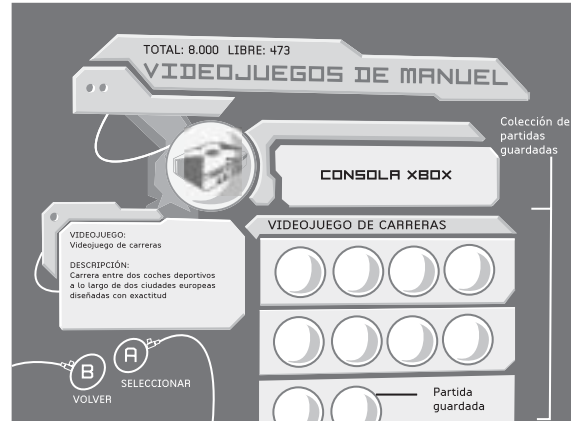 TOTAL: 8.000 LIBRE: 473
VIDEOJUEGOS DE MANUEL
Colección de
partidas
guardadas
CONSOLA XBOX
VIDEOJUEGO DE CARRERAS
VIDEOJUEGO:
Videojuego de carreras
DESCRIPCIÓN:
Carrera entre dos coches deportivos
a lo largo de dos ciudades europeas
diseñadas con exactitud
A
SELECCIONAR
B
VOLVER
Partida
guardada